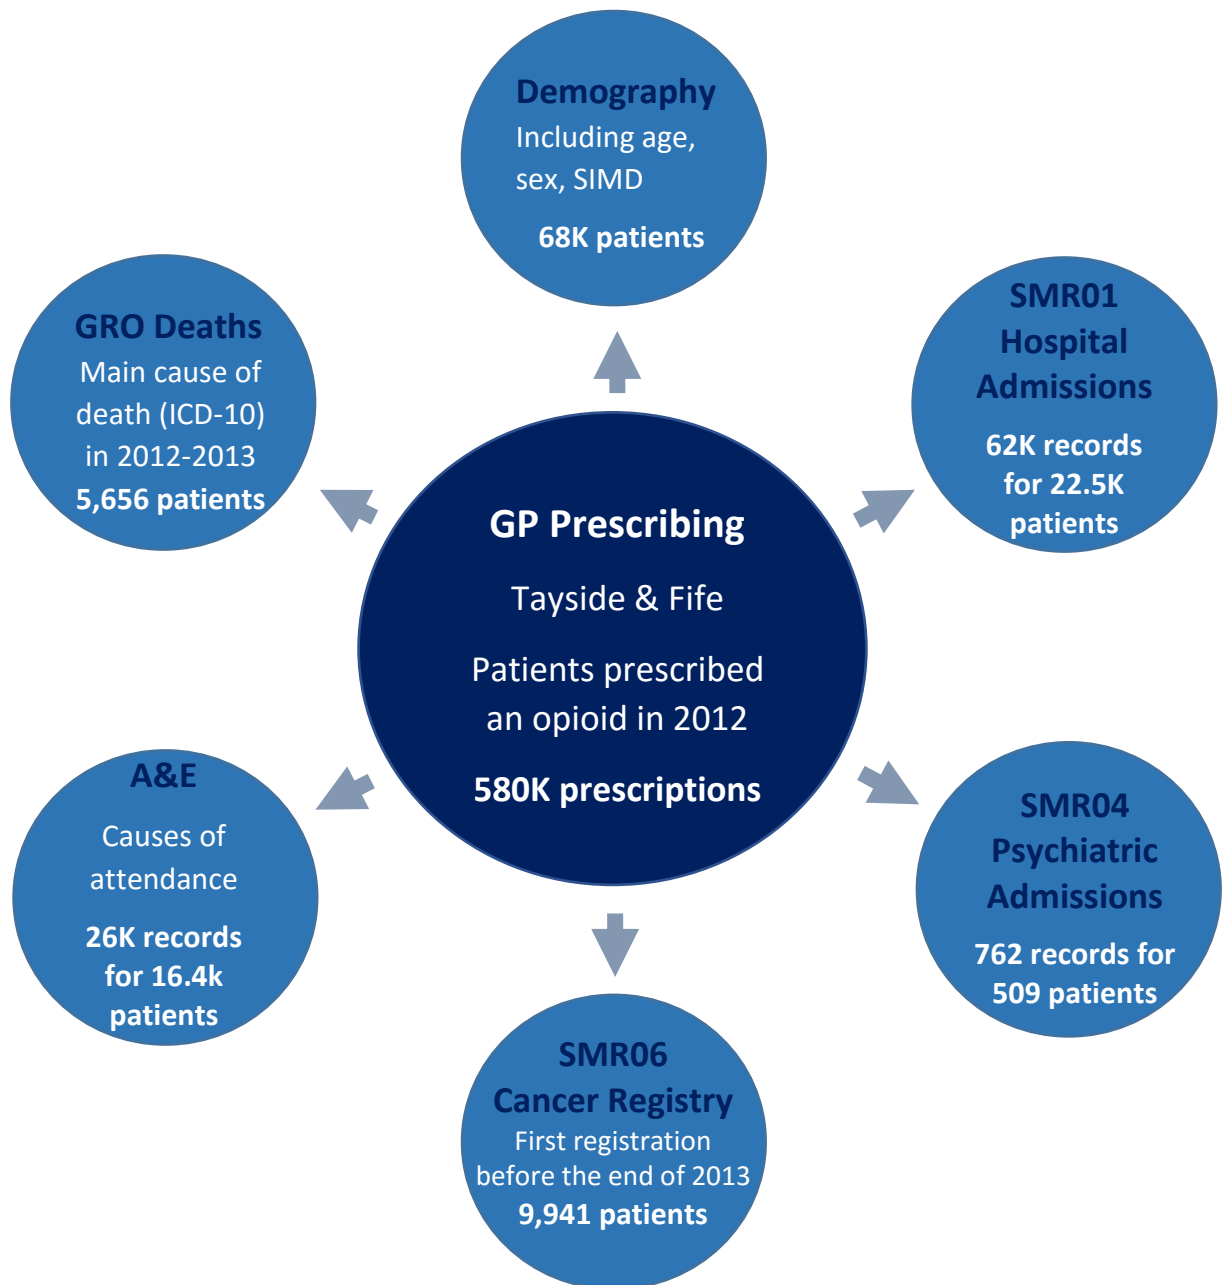 Demography
Including age,
sex, SIMD
68K patients
GRO Deaths
Main cause of
death (ICD-10)
in 2012-2013
5,656 patients
SMR01
Hospital
Admissions
62K records
for 22.5K
patients
GP Prescribing
Tayside & Fife
Patients prescribed
an opioid in 2012
580K prescriptions
A&E
Causes of
attendance
26K records
for 16.4k
patients
SMR04
Psychiatric
Admissions
762 records for
509 patients
SMR06
Cancer Registry
First registration
before the end of 2013
9,941 patients